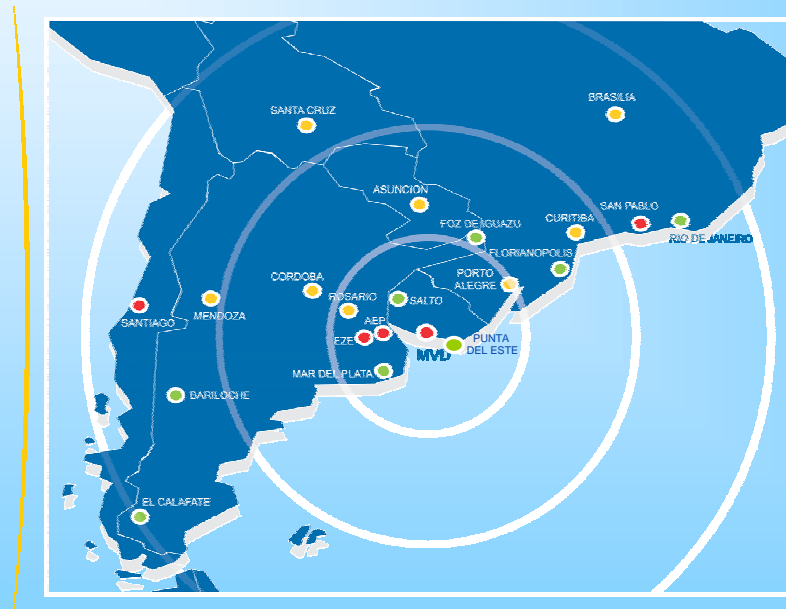 BRASILIA
SANTA CRUZ
ASUNCION
SAN PABLO
CURITIBA
FOZ DE IGUAZU
RIO DE JANEIRO
FLORIANOPOLIS
CORDOBA
PORTO
ALEGRE
ROSARIO
SALTO
MENDOZA
SANTIAGO
AEP
EZE
PUNTA
DEL ESTE
MVD
MAR DEL PLATA
BARILOCHE
EL CALAFATE